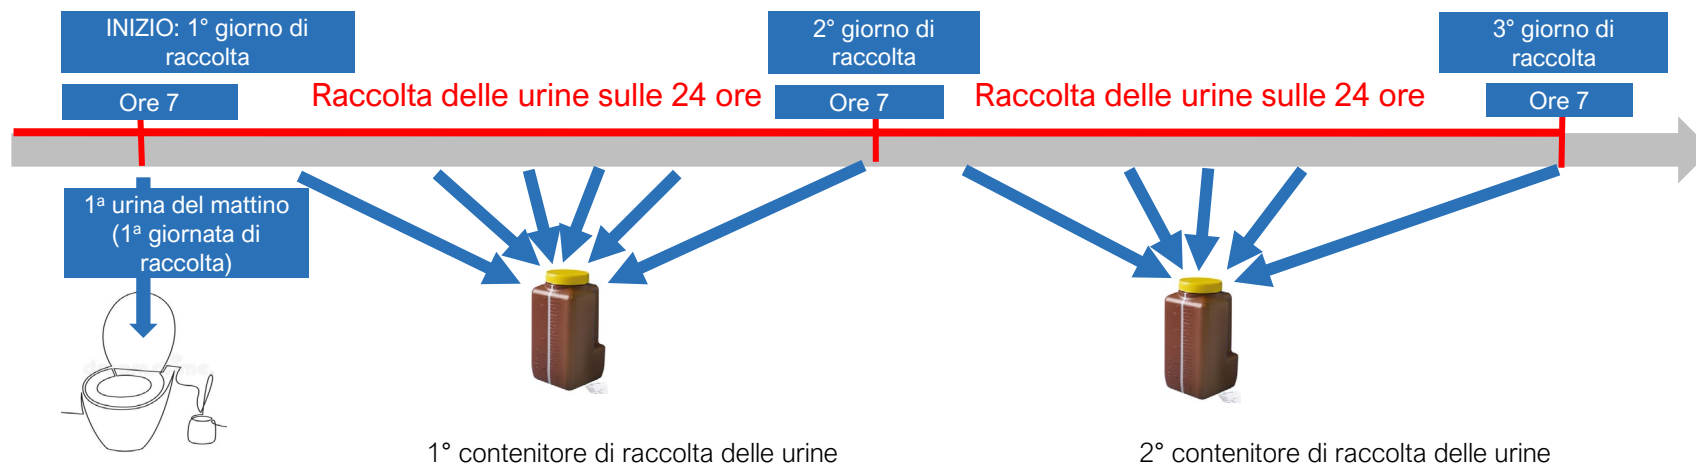 INIZIO: 1° giorno di
raccolta
2° giorno di
raccolta
3° giorno di
raccolta
Ore 7
Raccolta delle urine sulle 24 ore
Ore 7
Raccolta delle urine sulle 24 ore
Ore 7
1ª urina del mattino
(1ª giornata di
raccolta)
1° contenitore di raccolta delle urine
2° contenitore di raccolta delle urine